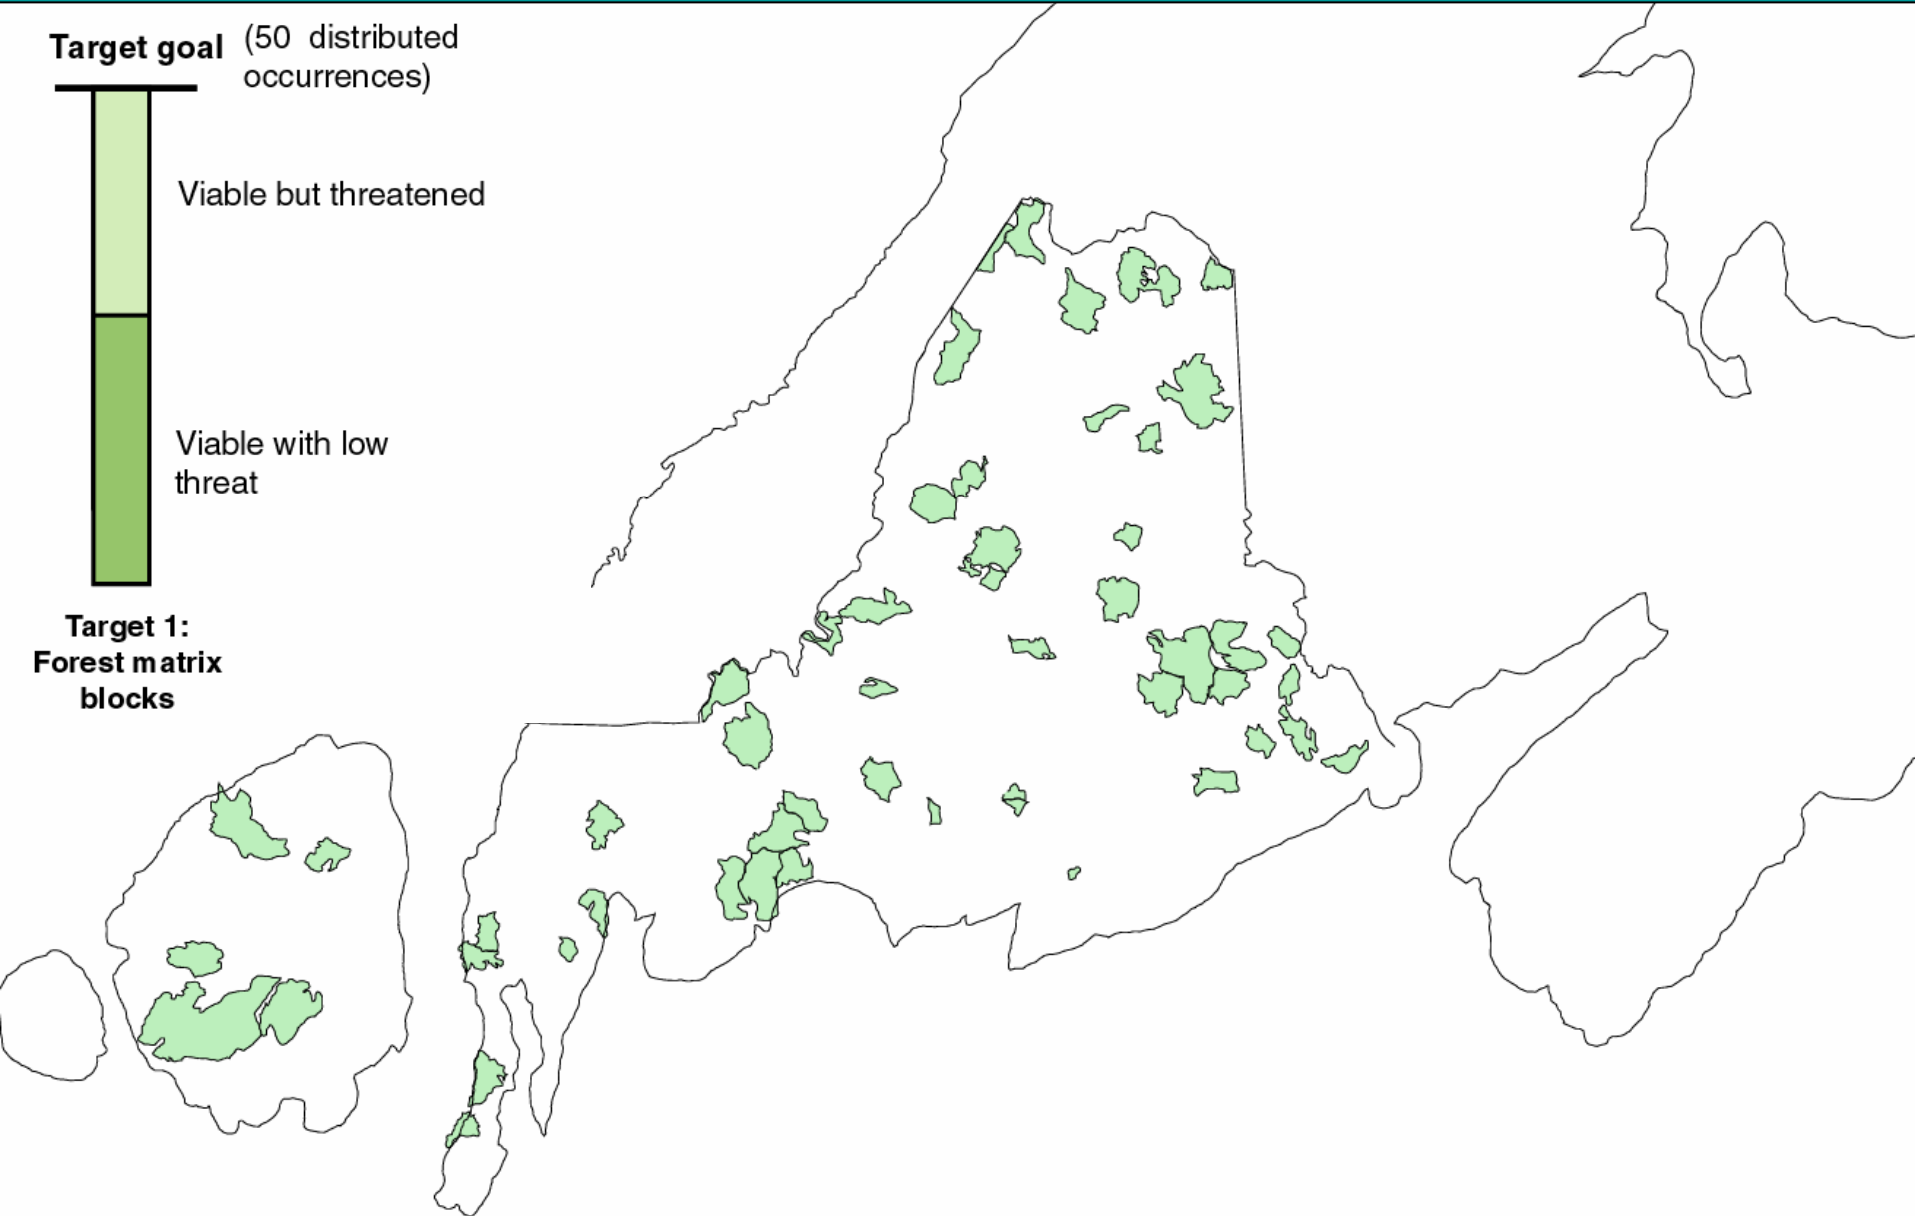 Target goal (50 distributed
occurrences)
Viable but threatened
Viable with low
threat
Target 1:
Forest matrix
blocks